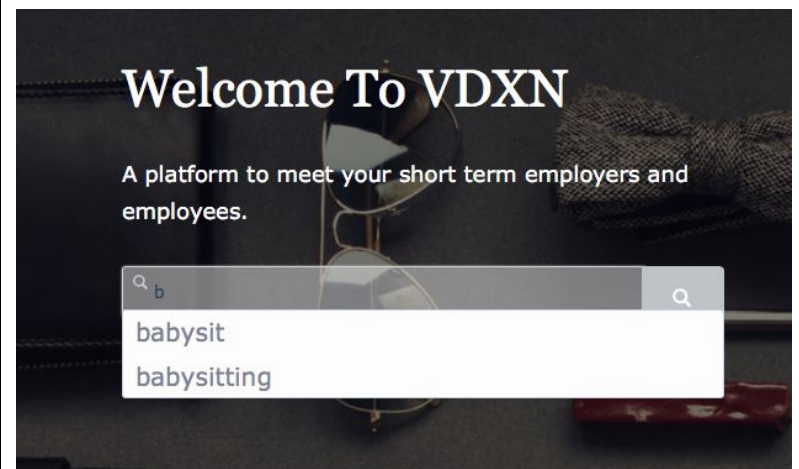 Welcome To VDXN
A platform to meet your short term employers and
employees.
b
babysit
babysitting